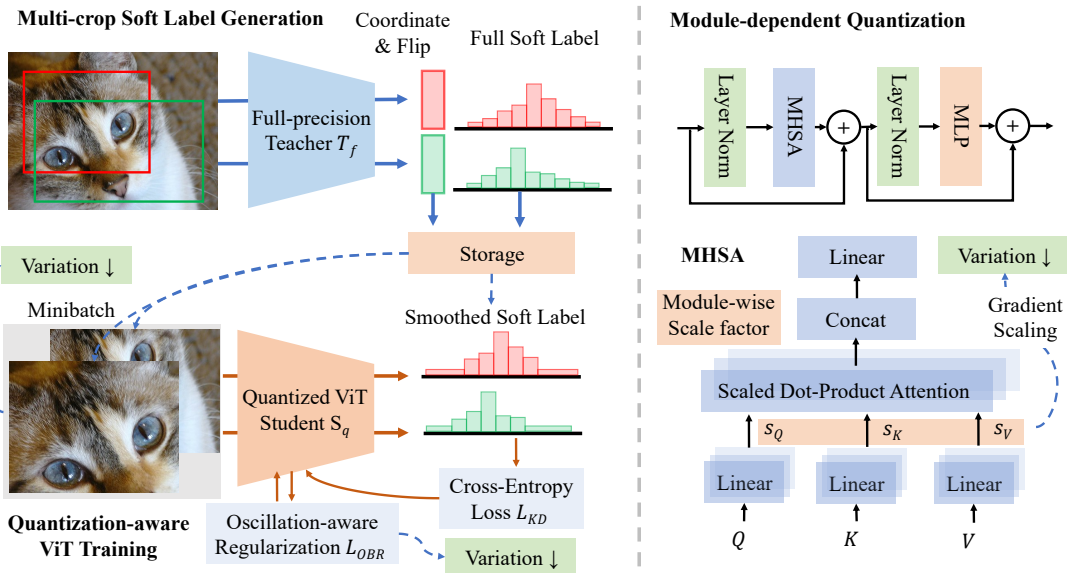 Multi-crop Soft Label Generation
Coordinate
& Flip
Full Soft Label
Full-precision
Teacher T_f
Storage
Variation ↓
Minibatch
Smoothed Soft Label
Quantized ViT
Student S_q
Cross-Entropy
Loss L_KD
Quantization-aware
ViT Training
Oscillation-aware
Regularization L_OBR
Variation ↓
Module-dependent Quantization
Layer Norm
MHSA
+
Layer Norm
MLP
+
MHSA
Linear
Variation ↓
Module-wise
Scale factor
Concat
Gradient
Scaling
Scaled Dot-Product Attention
s_Q
s_K
s_V
Linear
Linear
Linear
Q
K
V